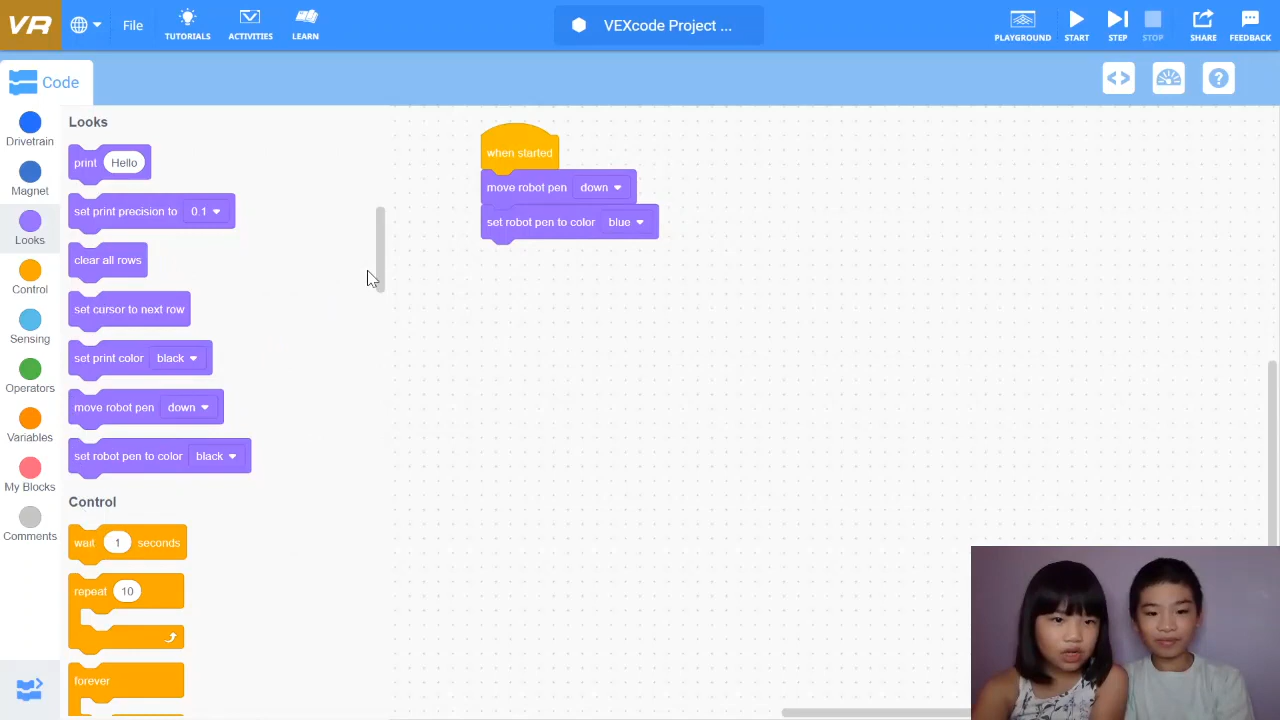 VR
File
TUTORIALS
ACTIVITIES
LEARN
VEXcode Project ...
PLAYGROUND
START
STEP
STOP
SHARE
FEEDBACK
Code
Drivetrain
Magnet
Looks
Control
Sensing
Operators
Variables
My Blocks
Comments
Looks
print Hello
set print precision to 0.1
clear all rows
set cursor to next row
set print color black
move robot pen down
set robot pen to color black
Control
wait 1 seconds
repeat 10
forever
when started
move robot pen down
set robot pen to color blue